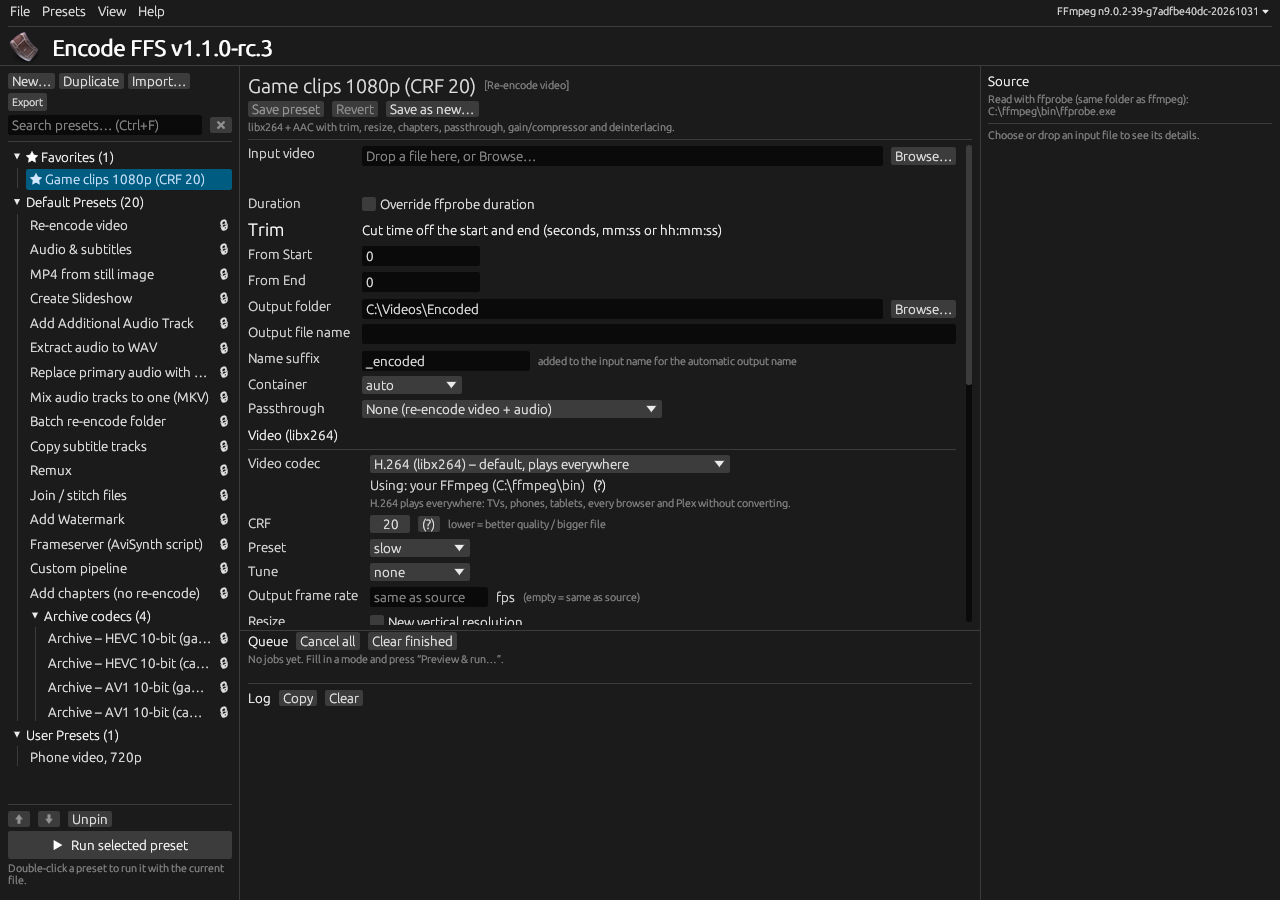 File Presets View Help
FFmpeg n9.0.2-39-g7adfbe40dc-20261031
Encode FFS v1.1.0-rc.3
New… Duplicate Import…
Export
Search presets… (Ctrl+F)
Favorites (1)
Game clips 1080p (CRF 20)
Default Presets (20)
Re-encode video
Audio & subtitles
MP4 from still image
Create Slideshow
Add Additional Audio Track
Extract audio to WAV
Replace primary audio with …
Mix audio tracks to one (MKV)
Batch re-encode folder
Copy subtitle tracks
Remux
Join / stitch files
Add Watermark
Frameserver (AviSynth script)
Custom pipeline
Add chapters (no re-encode)
Archive codecs (4)
Archive – HEVC 10-bit (ga…
Archive – HEVC 10-bit (ca…
Archive – AV1 10-bit (ga…
Archive – AV1 10-bit (ca…
User Presets (1)
Phone video, 720p
Unpin
Run selected preset
Double-click a preset to run it with the current
file.
Game clips 1080p (CRF 20) [Re-encode video]
Save preset Revert Save as new…
libx264 + AAC with trim, resize, chapters, passthrough, gain/compressor and deinterlacing.
Input video Drop a file here, or Browse… Browse…
Duration Override ffprobe duration
Trim Cut time off the start and end (seconds, mm:ss or hh:mm:ss)
From Start 0
From End 0
Output folder C:\Videos\Encoded Browse…
Output file name
Name suffix _encoded added to the input name for the automatic output name
Container auto
Passthrough None (re-encode video + audio)
Video (libx264)
Video codec H.264 (libx264) – default, plays everywhere
Using: your FFmpeg (C:\ffmpeg\bin) (?)
H.264 plays everywhere: TVs, phones, tablets, every browser and Plex without converting.
CRF 20 (?) lower = better quality / bigger file
Preset slow
Tune none
Output frame rate same as source fps (empty = same as source)
Resize New vertical resolution
Queue Cancel all Clear finished
No jobs yet. Fill in a mode and press “Preview & run…”.
Log Copy Clear
Source
Read with ffprobe (same folder as ffmpeg):
C:\ffmpeg\bin\ffprobe.exe
Choose or drop an input file to see its details.